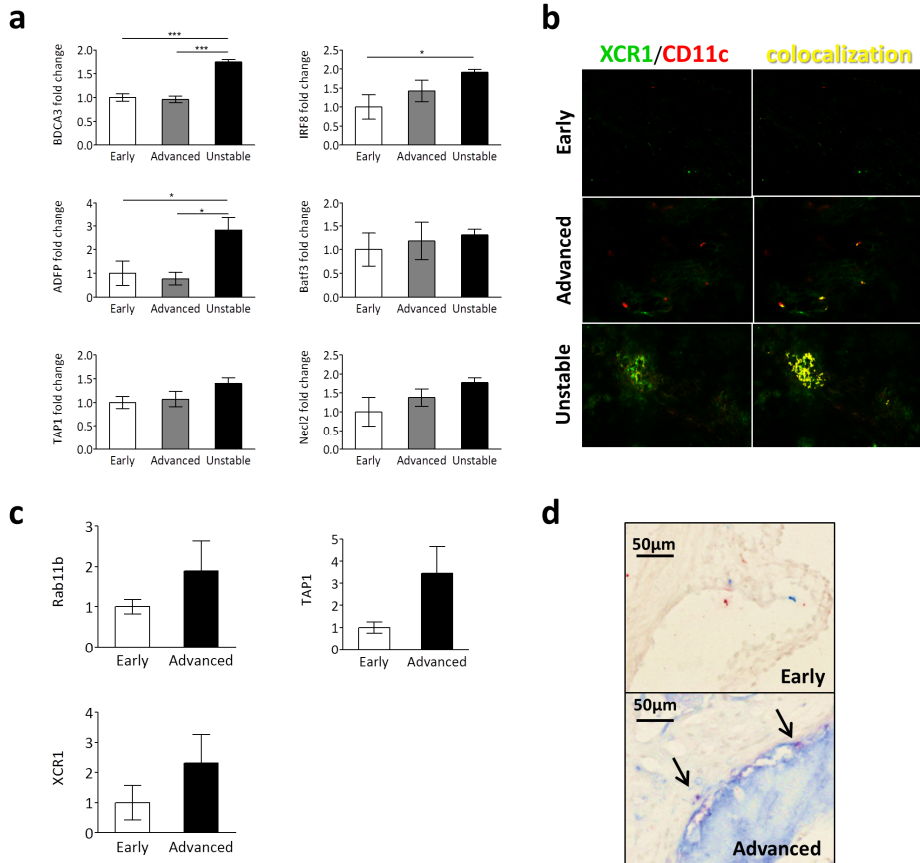 a
***
***
2.0
1.5
1.0
0.5
0.0
BDCA3 fold change
Early Advanced Unstable
*
2.5
2.0
1.5
1.0
0.5
0.0
IRF8 fold change
Early Advanced Unstable
*
*
4
3
2
1
0
ADFP fold change
Early Advanced Unstable
2.0
1.5
1.0
0.5
0.0
Batf3 fold change
Early Advanced Unstable
2.0
1.5
1.0
0.5
0.0
TAP1 fold change
Early Advanced Unstable
2.5
2.0
1.5
1.0
0.5
0.0
Necl2 fold change
Early Advanced Unstable
b
XCR1/CD11c colocalization
Early
Advanced
Unstable
c
3
2
1
0
Rab11b
Early Advanced
5
4
3
2
1
0
TAP1
Early Advanced
4
3
2
1
0
XCR1
Early Advanced
d
50µm
Early
50µm
Advanced